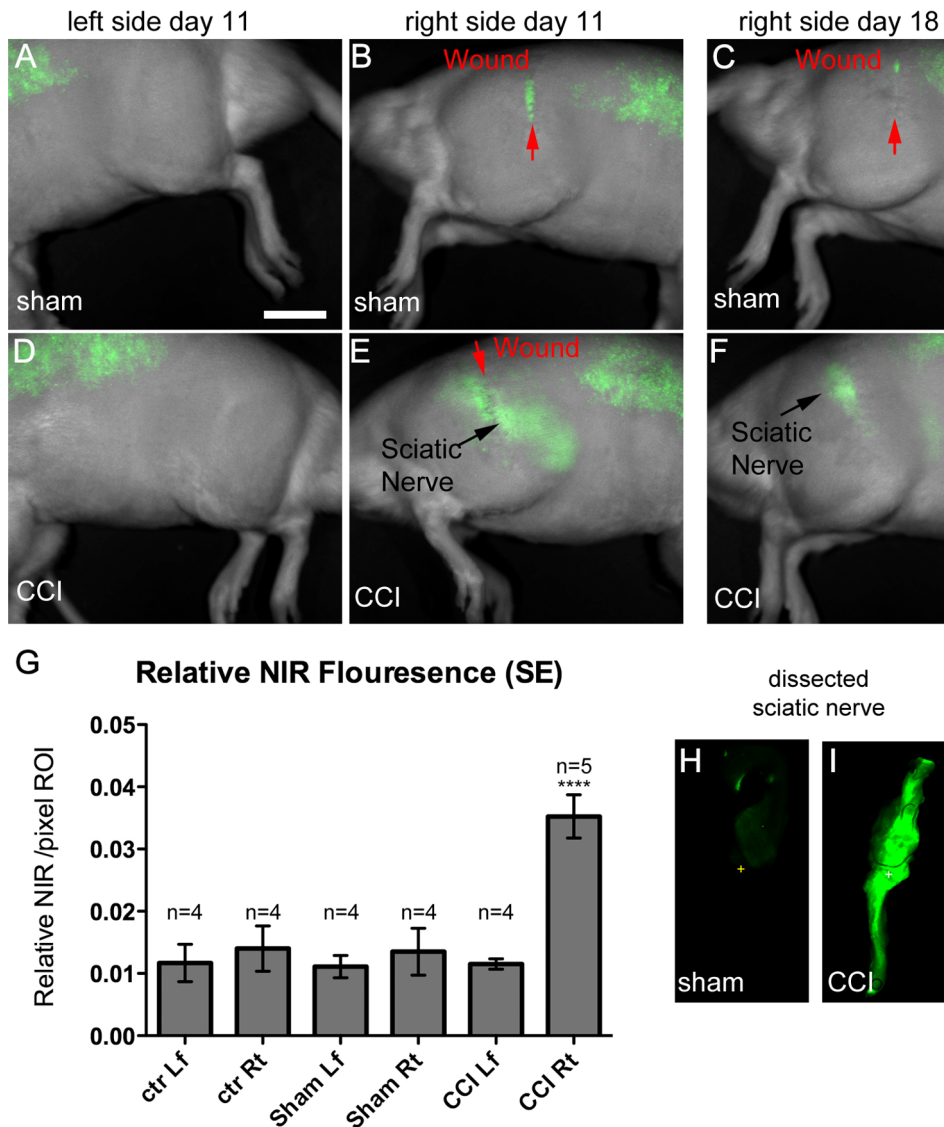 left side day 11
right side day 11
right side day 18
A
B
Wound
C
Wound
sham
sham
sham
D
E
Wound
F
Sciatic
Nerve
Sciatic
Nerve
CCI
CCI
CCI
G
Relative NIR Flouresence (SE)
Relative NIR /pixel ROI
0.05
0.04
0.03
0.02
0.01
0.00
n=4
n=4
n=4
n=4
n=4
n=5
****
ctr Lf
ctr Rt
Sham Lf
Sham Rt
CCI Lf
CCI Rt
dissected
sciatic nerve
H
I
+
+
sham
CCI